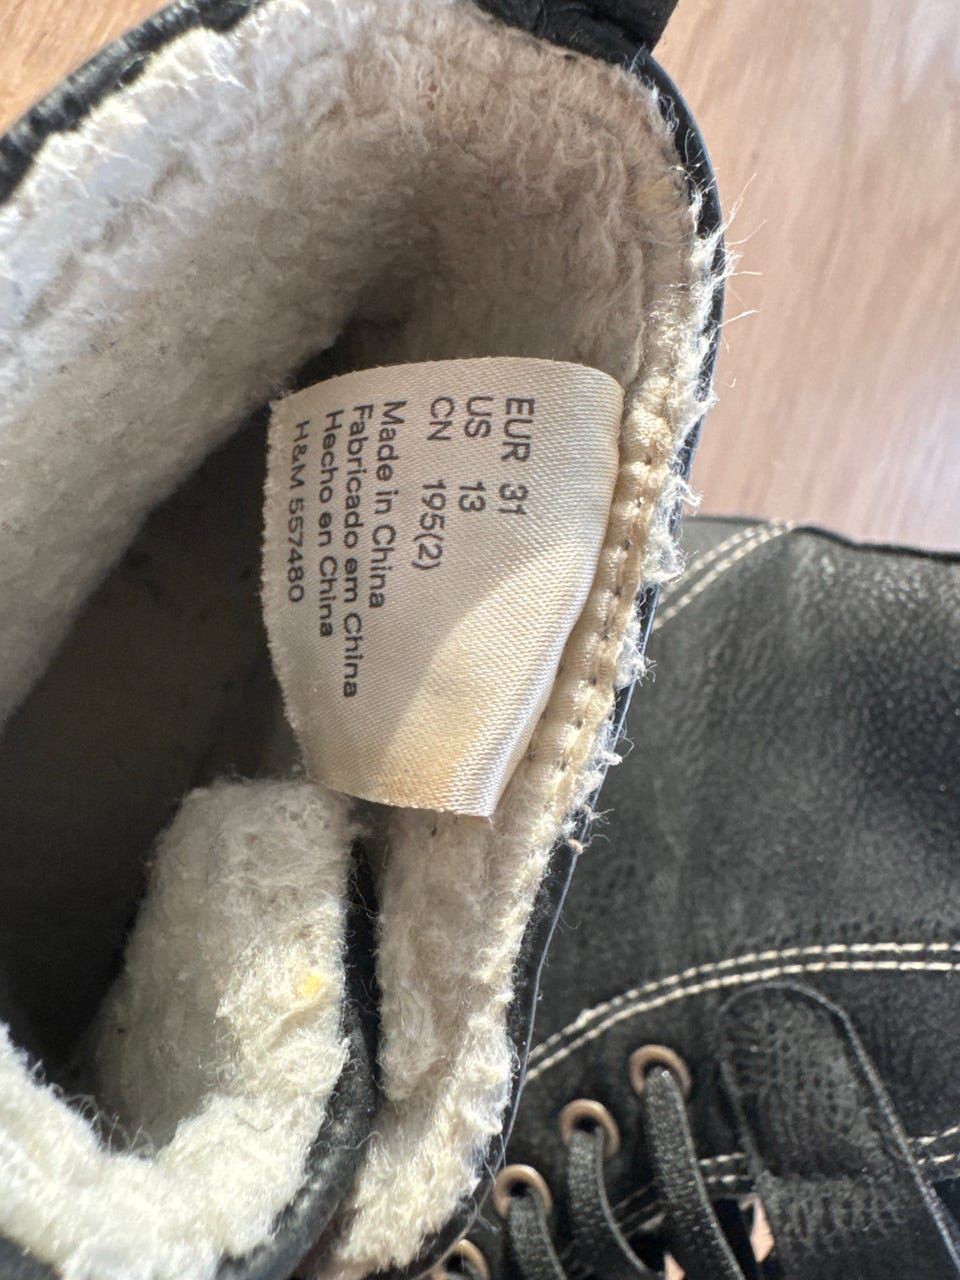 EUR 31
US 13
CN 195(2)
Made in China
Fabricado em China
Hecho en China
H&M 557480